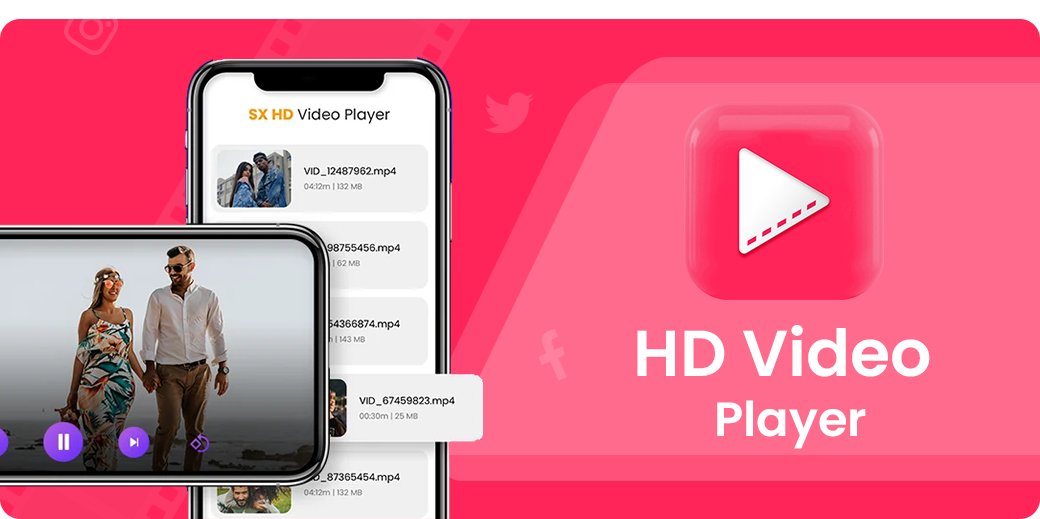 SX HD Video Player
VID_12487962.mp4
04:12m | 132 MB
98755456.mp4
| 62 MB
54366874.mp4
| 143 MB
VID_67459823.mp4
00:30m | 25 MB
_87365454.mp4
04:12m | 132 MB
HD Video
Player